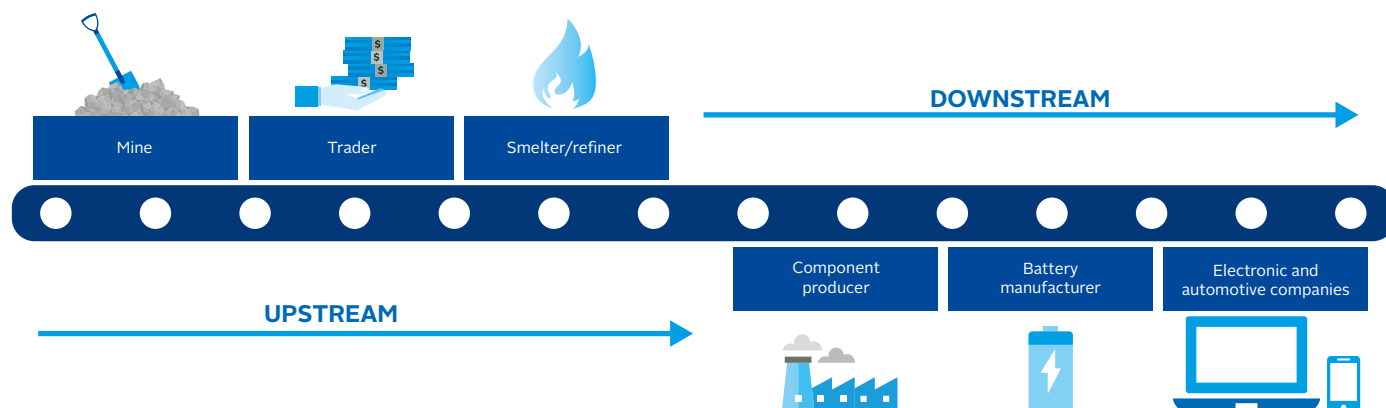 $
$
$
$
DOWNSTREAM
Mine
Trader
Smelter/refiner
Component
producer
Battery
manufacturer
Electronic and
automotive companies
UPSTREAM